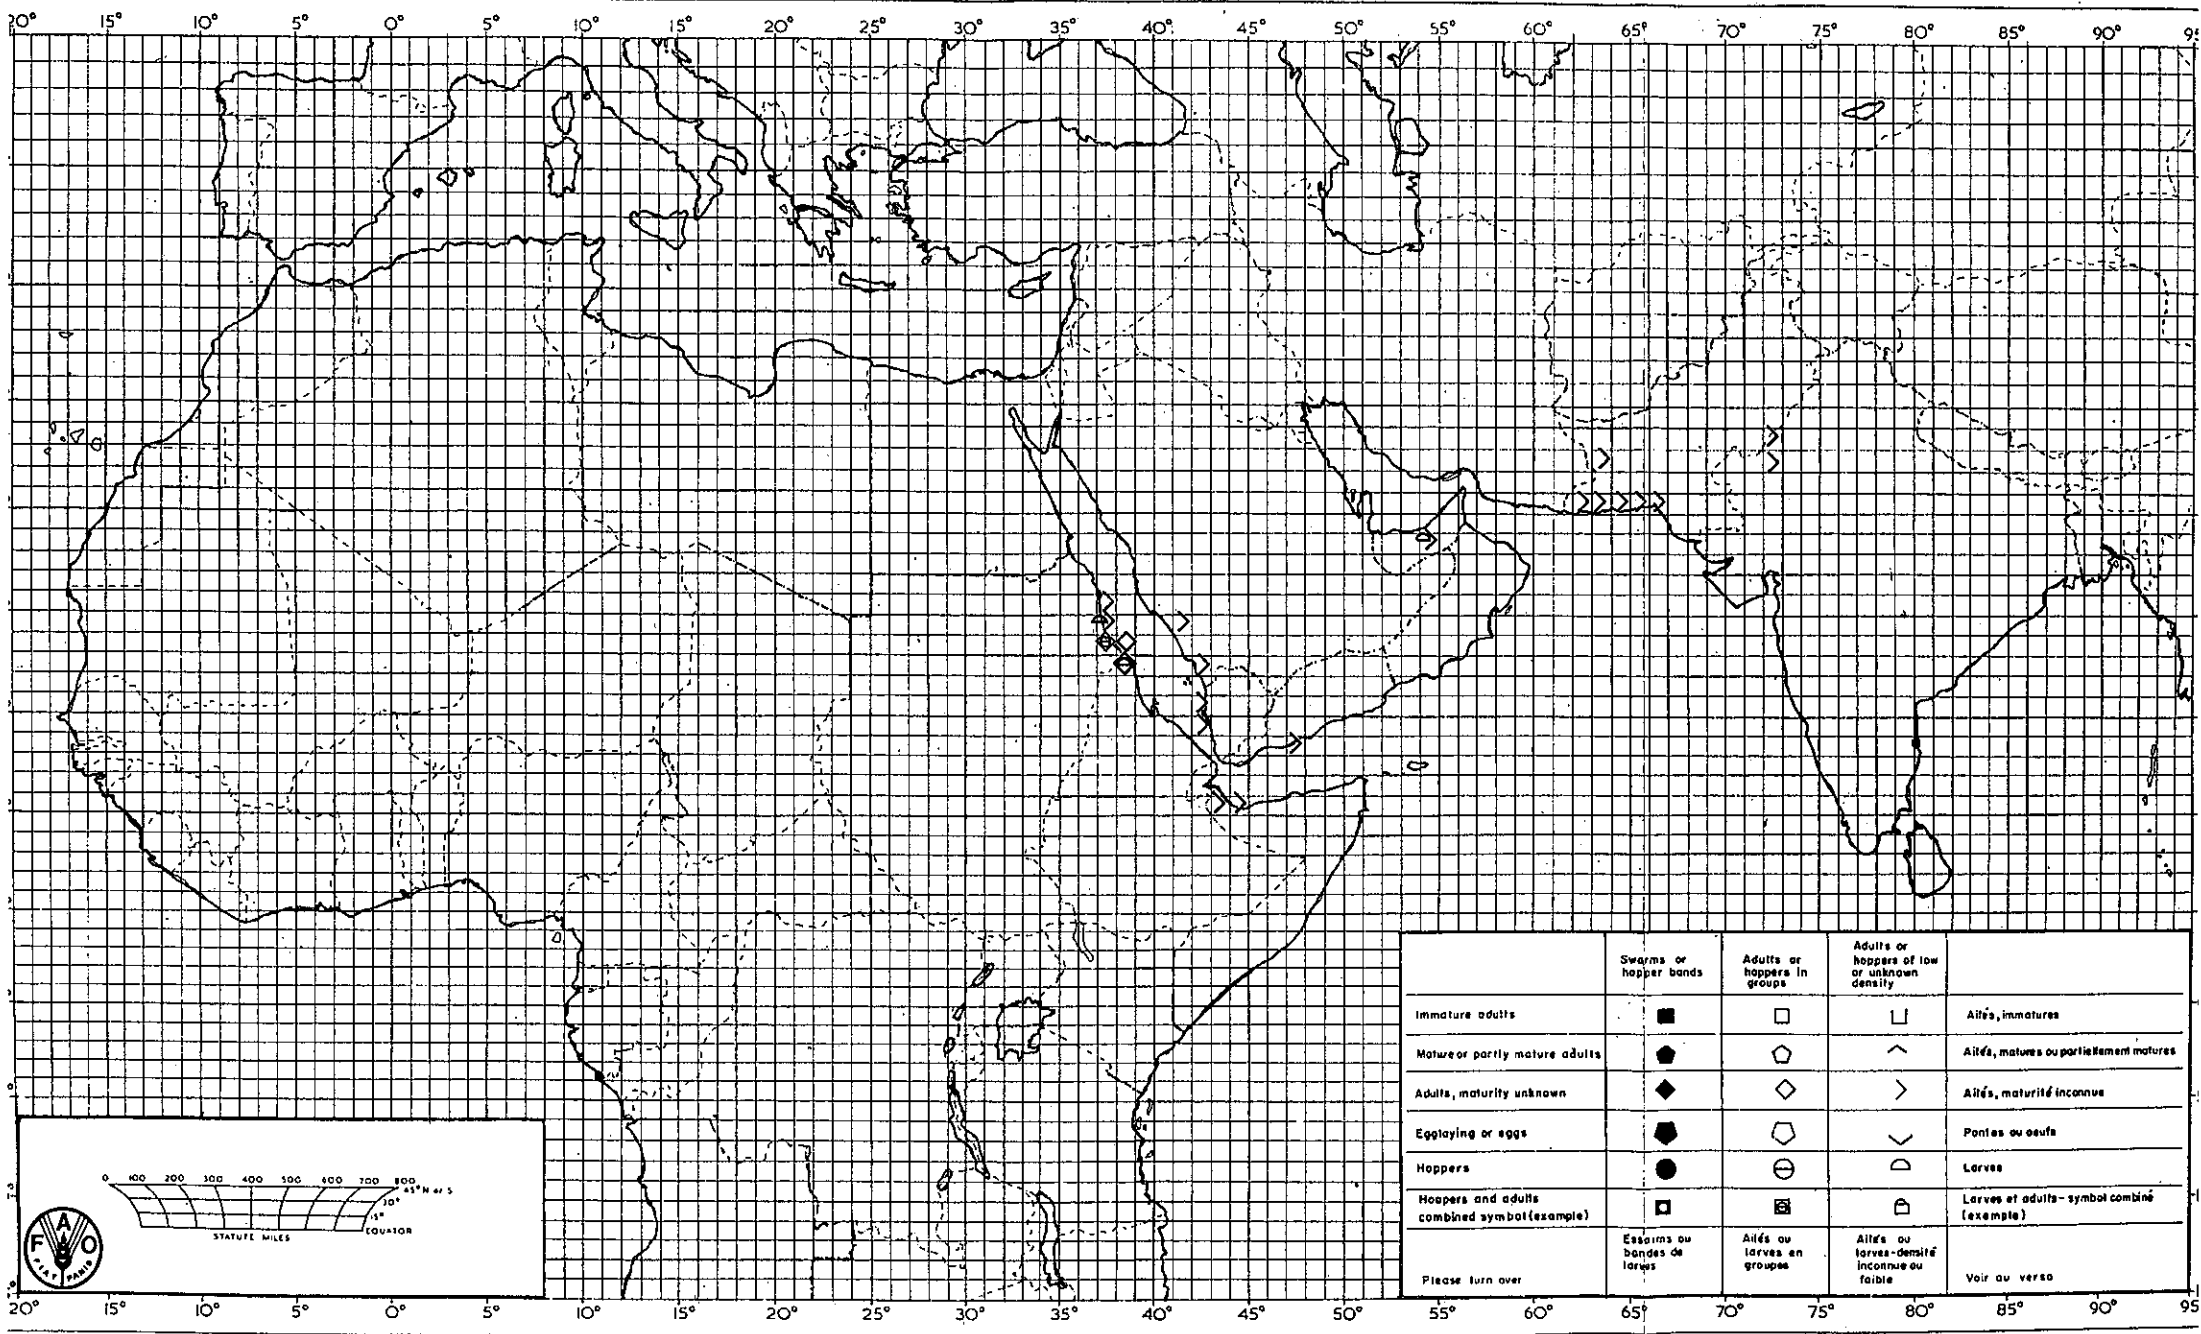 20° 15° 10° 5° 0° 5° 10° 15° 20° 25° 30° 35° 40° 45° 50° 55° 60° 65° 70° 75° 80° 85° 90° 95
Swarms or hopper bands
Adults or hoppers in groups
Adults or hoppers of low or unknown density
Immature adults
Ailés, immatures
Mature or partly mature adults
Ailés, matures ou partiellement matures
Adults, maturity unknown
Ailés, maturité inconnue
Egglaying or eggs
Pontes ou oeufs
Hoppers
Larves
Hoppers and adults combined symbol (example)
Larves et adults - symbol combiné (exemple)
Essaims ou bandes de larves
Ailés ou larves en groupes
Ailés ou larves-densité inconnue ou faible
Please turn over
Voir au verso
0 100 200 300 400 500 600 700 800
45° N or S
30°
15°
EQUATOR
STATUTE MILES
F A O
FIAT PANIS
20° 15° 10° 5° 0° 5° 10° 15° 20° 25° 30° 35° 40° 45° 50° 55° 60° 65° 70° 75° 80° 85° 90° 95